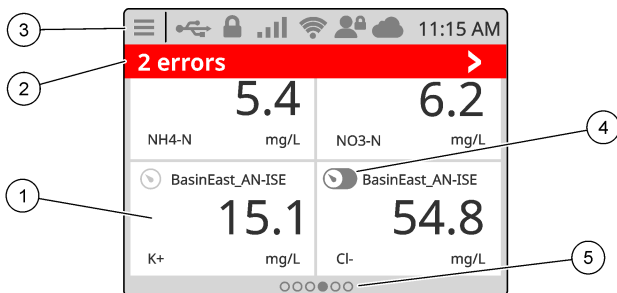 3
11:15 AM
2 errors
2
5.4
6.2
NH4-N mg/L
NO3-N mg/L
4
BasinEast_AN-ISE
BasinEast_AN-ISE
1
15.1
54.8
K+ mg/L
Cl- mg/L
5